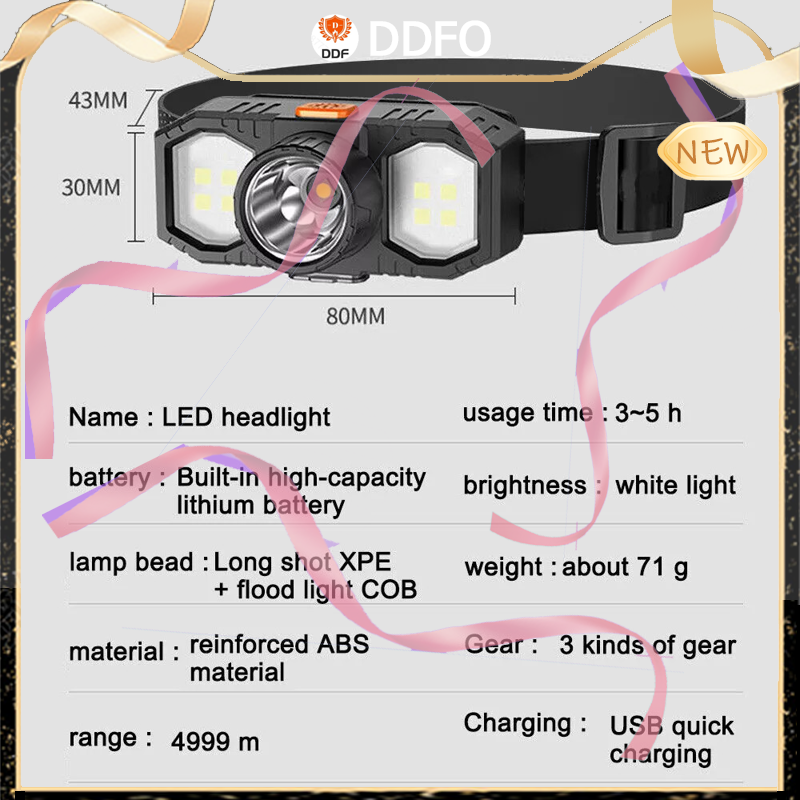 DDF
DDFO
43MM
NEW
30MM
80MM
Name : LED headlight
usage time : 3~5 h
battery : Built-in high-capacity
lithium battery
brightness : white light
lamp bead : Long shot XPE
+ flood light COB
weight : about 71 g
material : reinforced ABS
material
Gear : 3 kinds of gear
range : 4999 m
Charging : USB quick
charging